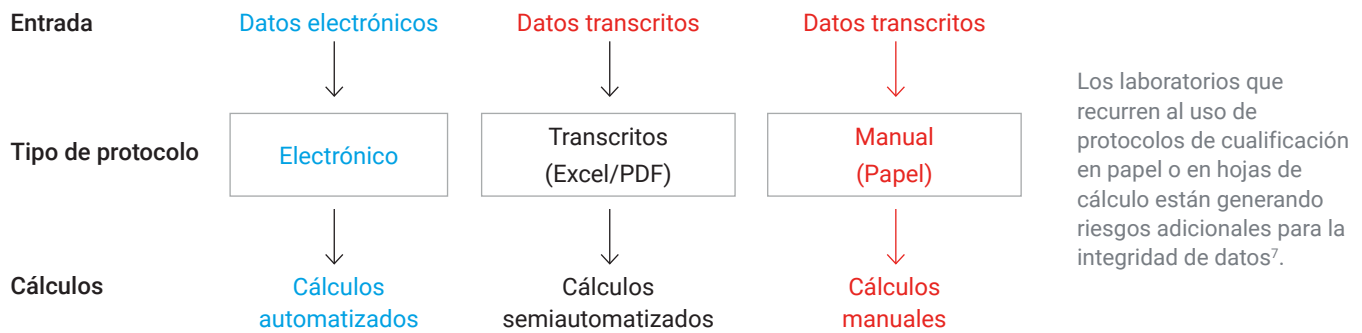 Entrada
Datos electrónicos
Datos transcritos
Datos transcritos
Tipo de protocolo
Electrónico
Transcritos
(Excel/PDF)
Manual
(Papel)
Cálculos
Cálculos
automatizados
Cálculos
semiautomatizados
Cálculos
manuales
Los laboratorios que
recurren al uso de
protocolos de cualificación
en papel o en hojas de
cálculo están generando
riesgos adicionales para la
integridad de datos⁷.